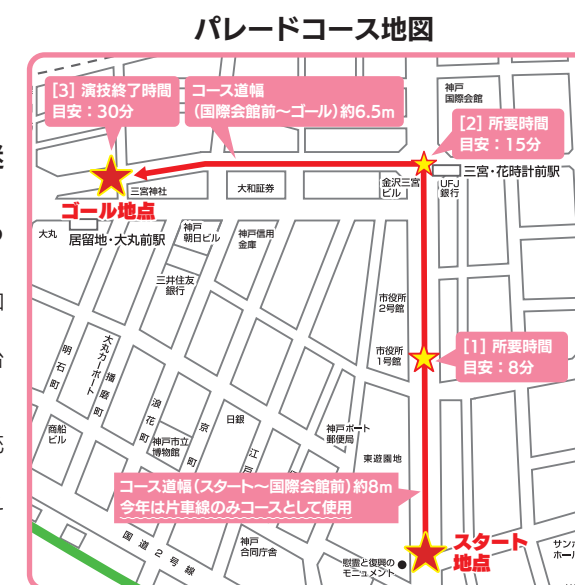 パレードコース地図
[3] 演技終了時間
目安：30分
コース道幅
（国際会館前〜ゴール）約6.5m
神戸
国際会館
[2] 所要時間
目安：15分
三宮・花時計前駅
金沢三宮
ビル
UFJ
銀行
三宮神社
大和証券
ゴール地点
大丸
居留地・大丸前駅
神戸
朝日ビル
神戸信用
金庫
三井住友
銀行
市役所
2号館
市役所
1号館
[1] 所要時間
目安：8分
明石町
大丸カーポート
播磨町
浪花町
京町
商船
ビル
神戸市立
博物館
日銀
神戸ポート
郵便局
東遊園地
江
コース道幅（スタート〜国際会館前）約8m
今年は片車線のみコースとして使用
国道2号線
神戸
合同庁舎
慰霊と復興の
モニュメント
スタート
地点
サン
ホー